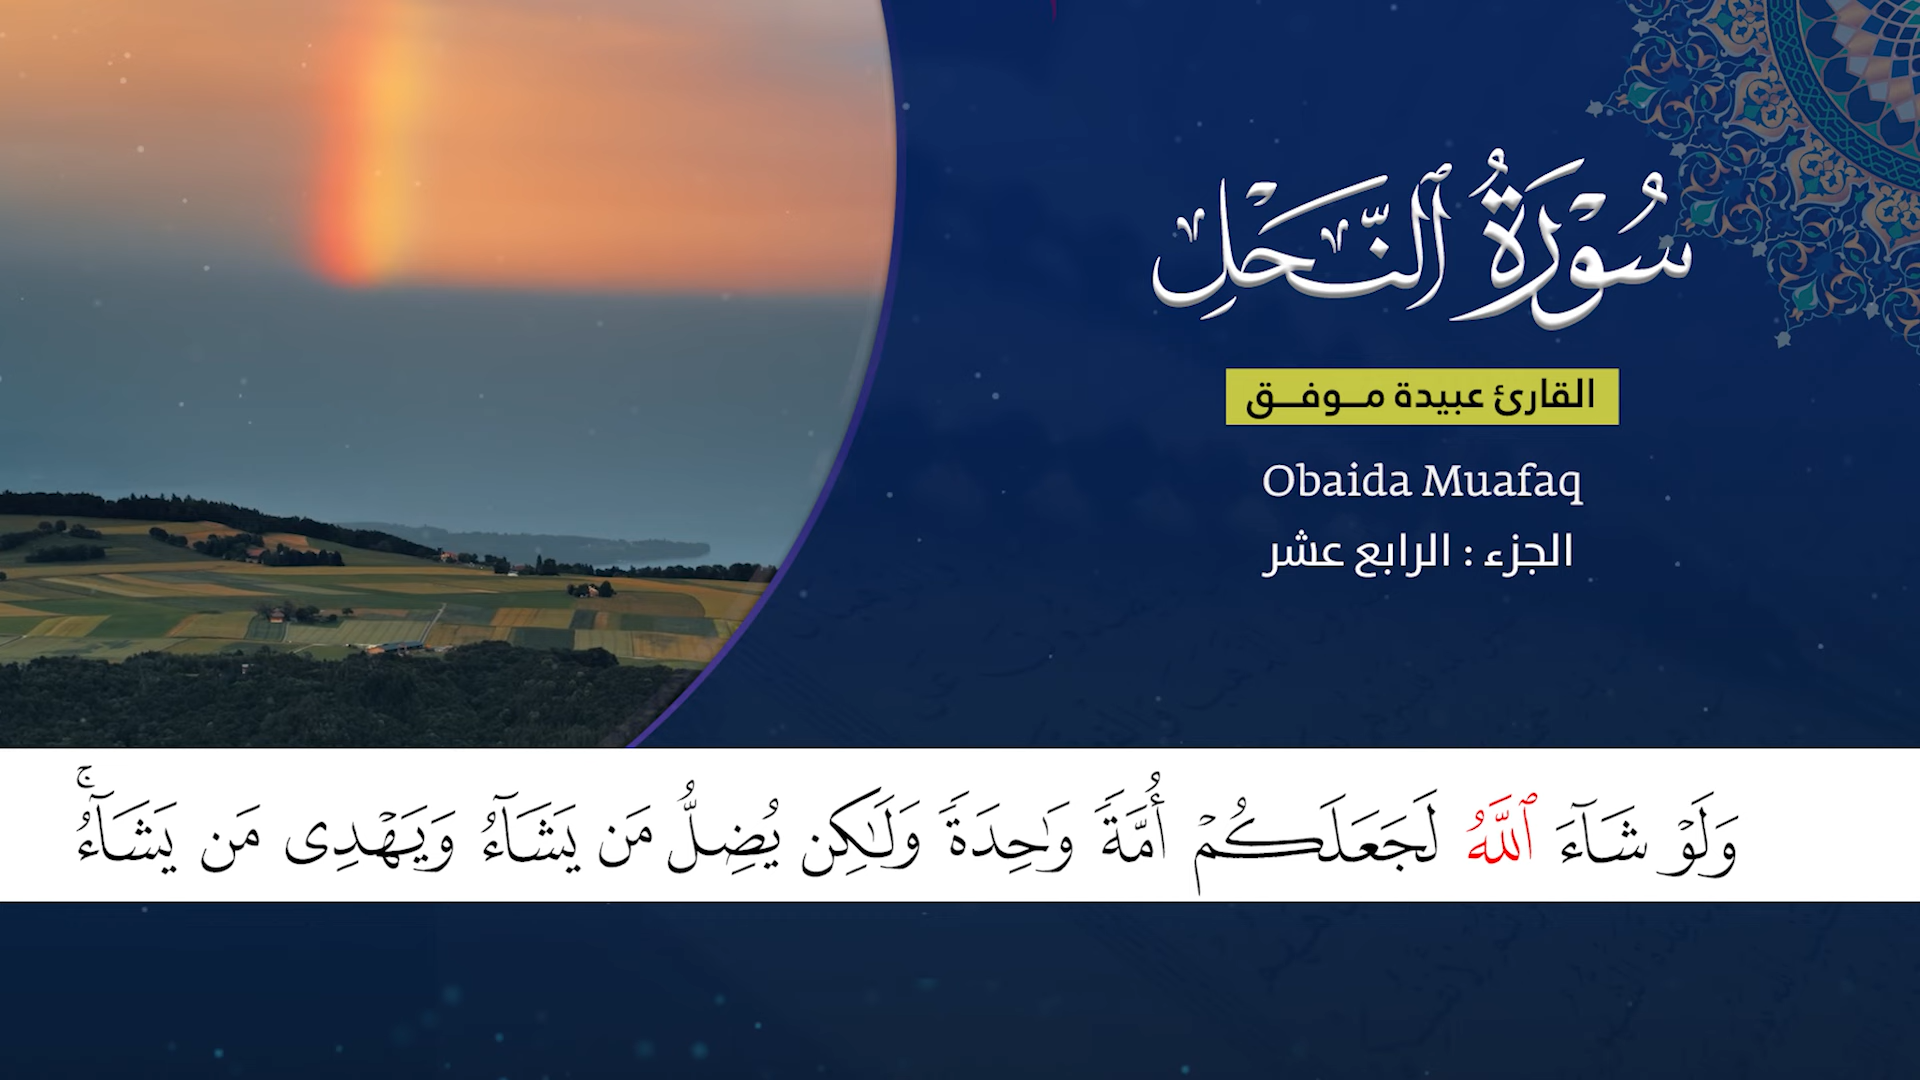 سُورَةُ ٱلنَّحْلِ
القارئ عبيدة مـوفـق
Obaida Muafaq
الجزء : الرابع عشر
وَلَوْ شَآءَ ٱللَّهُ لَجَعَلَكُمْ أُمَّةً وَٰحِدَةً وَلَـٰكِن يُضِلُّ مَن يَشَآءُ وَيَهْدِى مَن يَشَآءُ ۚ